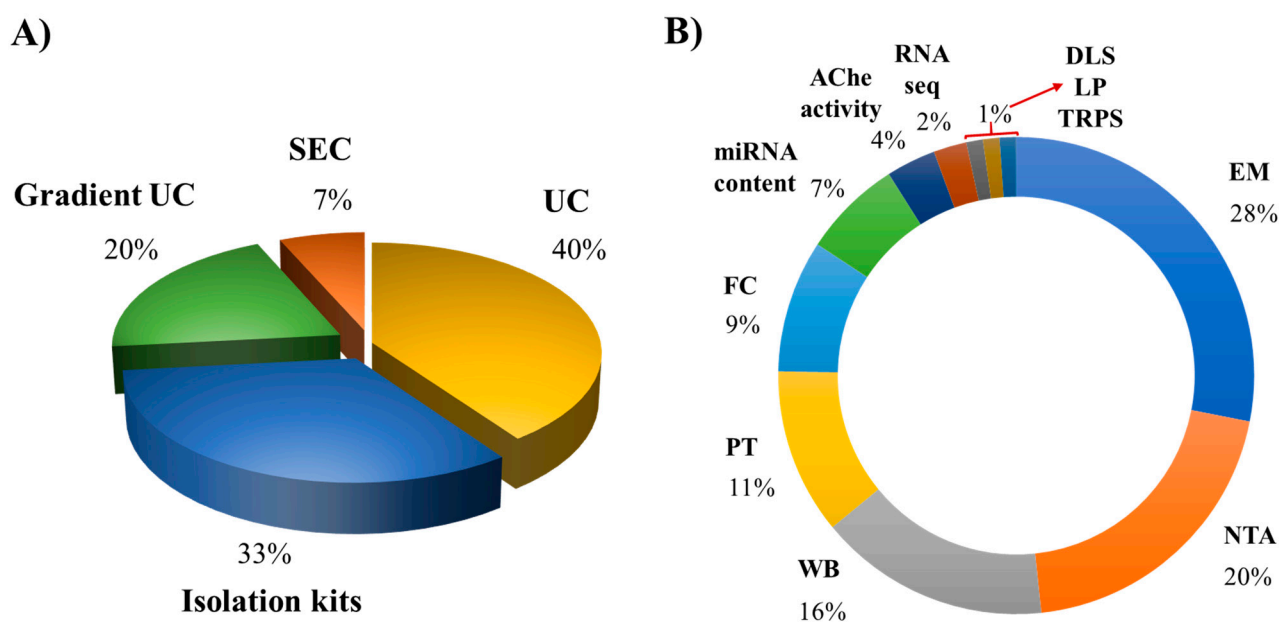 A)
SEC
7%
Gradient UC
20%
UC
40%
33%
Isolation kits
B)
DLS
LP
TRPS
1%
RNA
seq
2%
AChe
activity
4%
miRNA
content
7%
EM
28%
FC
9%
PT
11%
WB
16%
NTA
20%